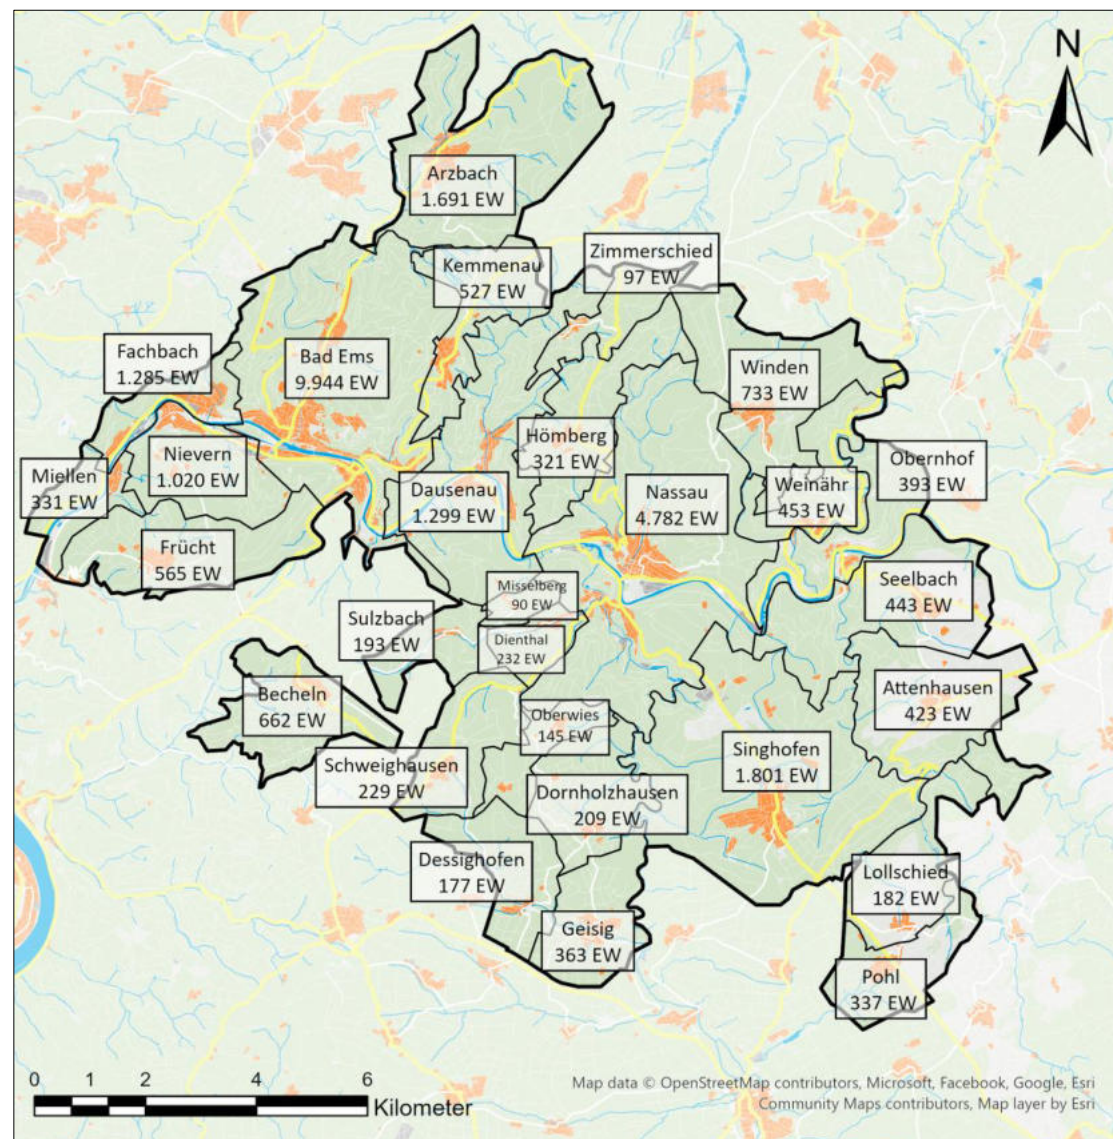 N
Arzbach
1.691 EW
Zimmerschied
97 EW
Kemmenau
527 EW
Fachbach
1.285 EW
Bad Ems
9.944 EW
Winden
733 EW
Hömberg
321 EW
Nievern
1.020 EW
Miellen
331 EW
Dausenau
1.299 EW
Nassau
4.782 EW
Weinähr
453 EW
Obernhof
393 EW
Frücht
565 EW
Misselberg
90 EW
Seelbach
443 EW
Sulzbach
193 EW
Dienthal
232 EW
Becheln
662 EW
Attenhausen
423 EW
Oberwies
145 EW
Singhofen
1.801 EW
Schweighausen
229 EW
Dornholzhausen
209 EW
Dessighofen
177 EW
Lollschied
182 EW
Geisig
363 EW
Pohl
337 EW
0 1 2 4 6
Kilometer
Map data © OpenStreetMap contributors, Microsoft, Facebook, Google, Esri
Community Maps contributors, Map layer by Esri